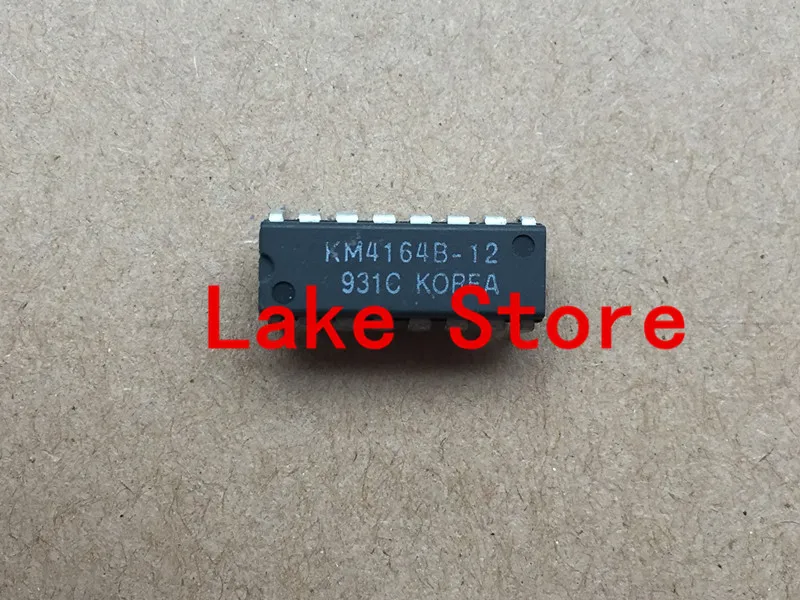 KM4164B-12
931C KOREA
Lake Store